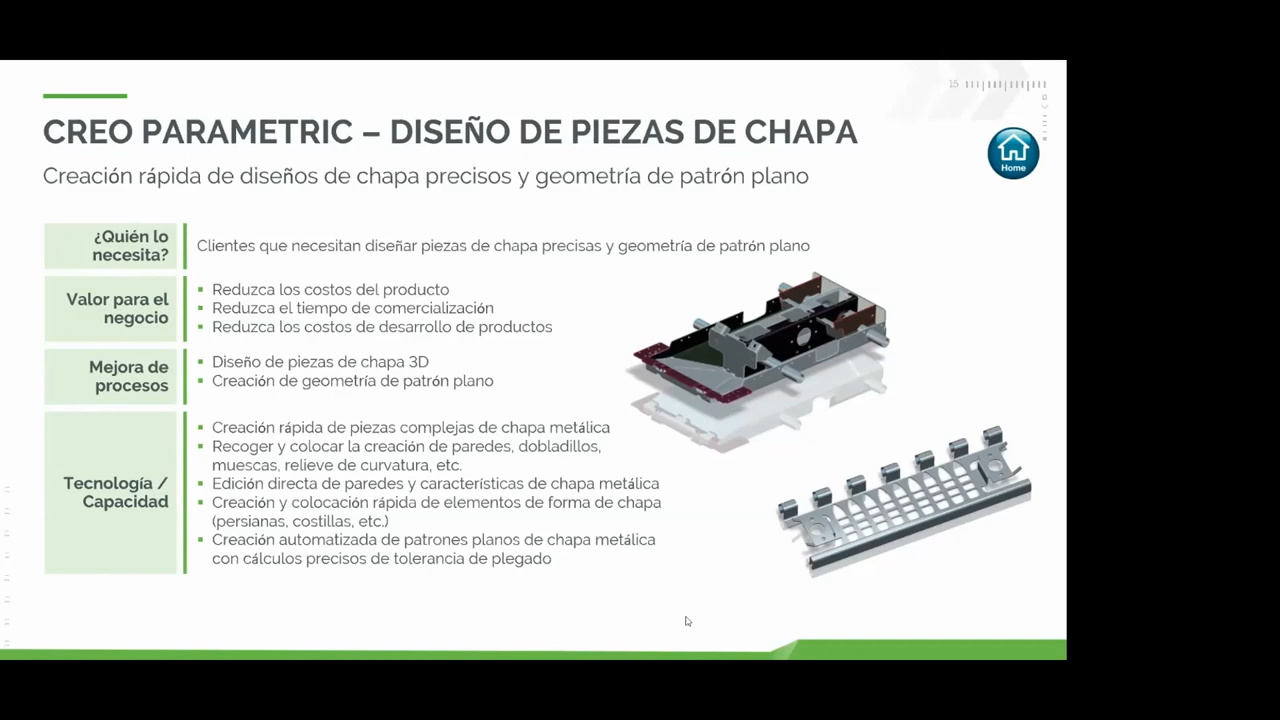 15
CREO PARAMETRIC – DISEÑO DE PIEZAS DE CHAPA
Home
Creación rápida de diseños de chapa precisos y geometría de patrón plano
¿Quién lo
necesita?
Clientes que necesitan diseñar piezas de chapa precisas y geometría de patrón plano
Valor para el
negocio
▪ Reduzca los costos del producto
▪ Reduzca el tiempo de comercialización
▪ Reduzca los costos de desarrollo de productos
Mejora de
procesos
▪ Diseño de piezas de chapa 3D
▪ Creación de geometría de patrón plano
Tecnología /
Capacidad
▪ Creación rápida de piezas complejas de chapa metálica
▪ Recoger y colocar la creación de paredes, dobladillos,
muescas, relieve de curvatura, etc.
▪ Edición directa de paredes y características de chapa metálica
▪ Creación y colocación rápida de elementos de forma de chapa
(persianas, costillas, etc.)
▪ Creación automatizada de patrones planos de chapa metálica
con cálculos precisos de tolerancia de plegado